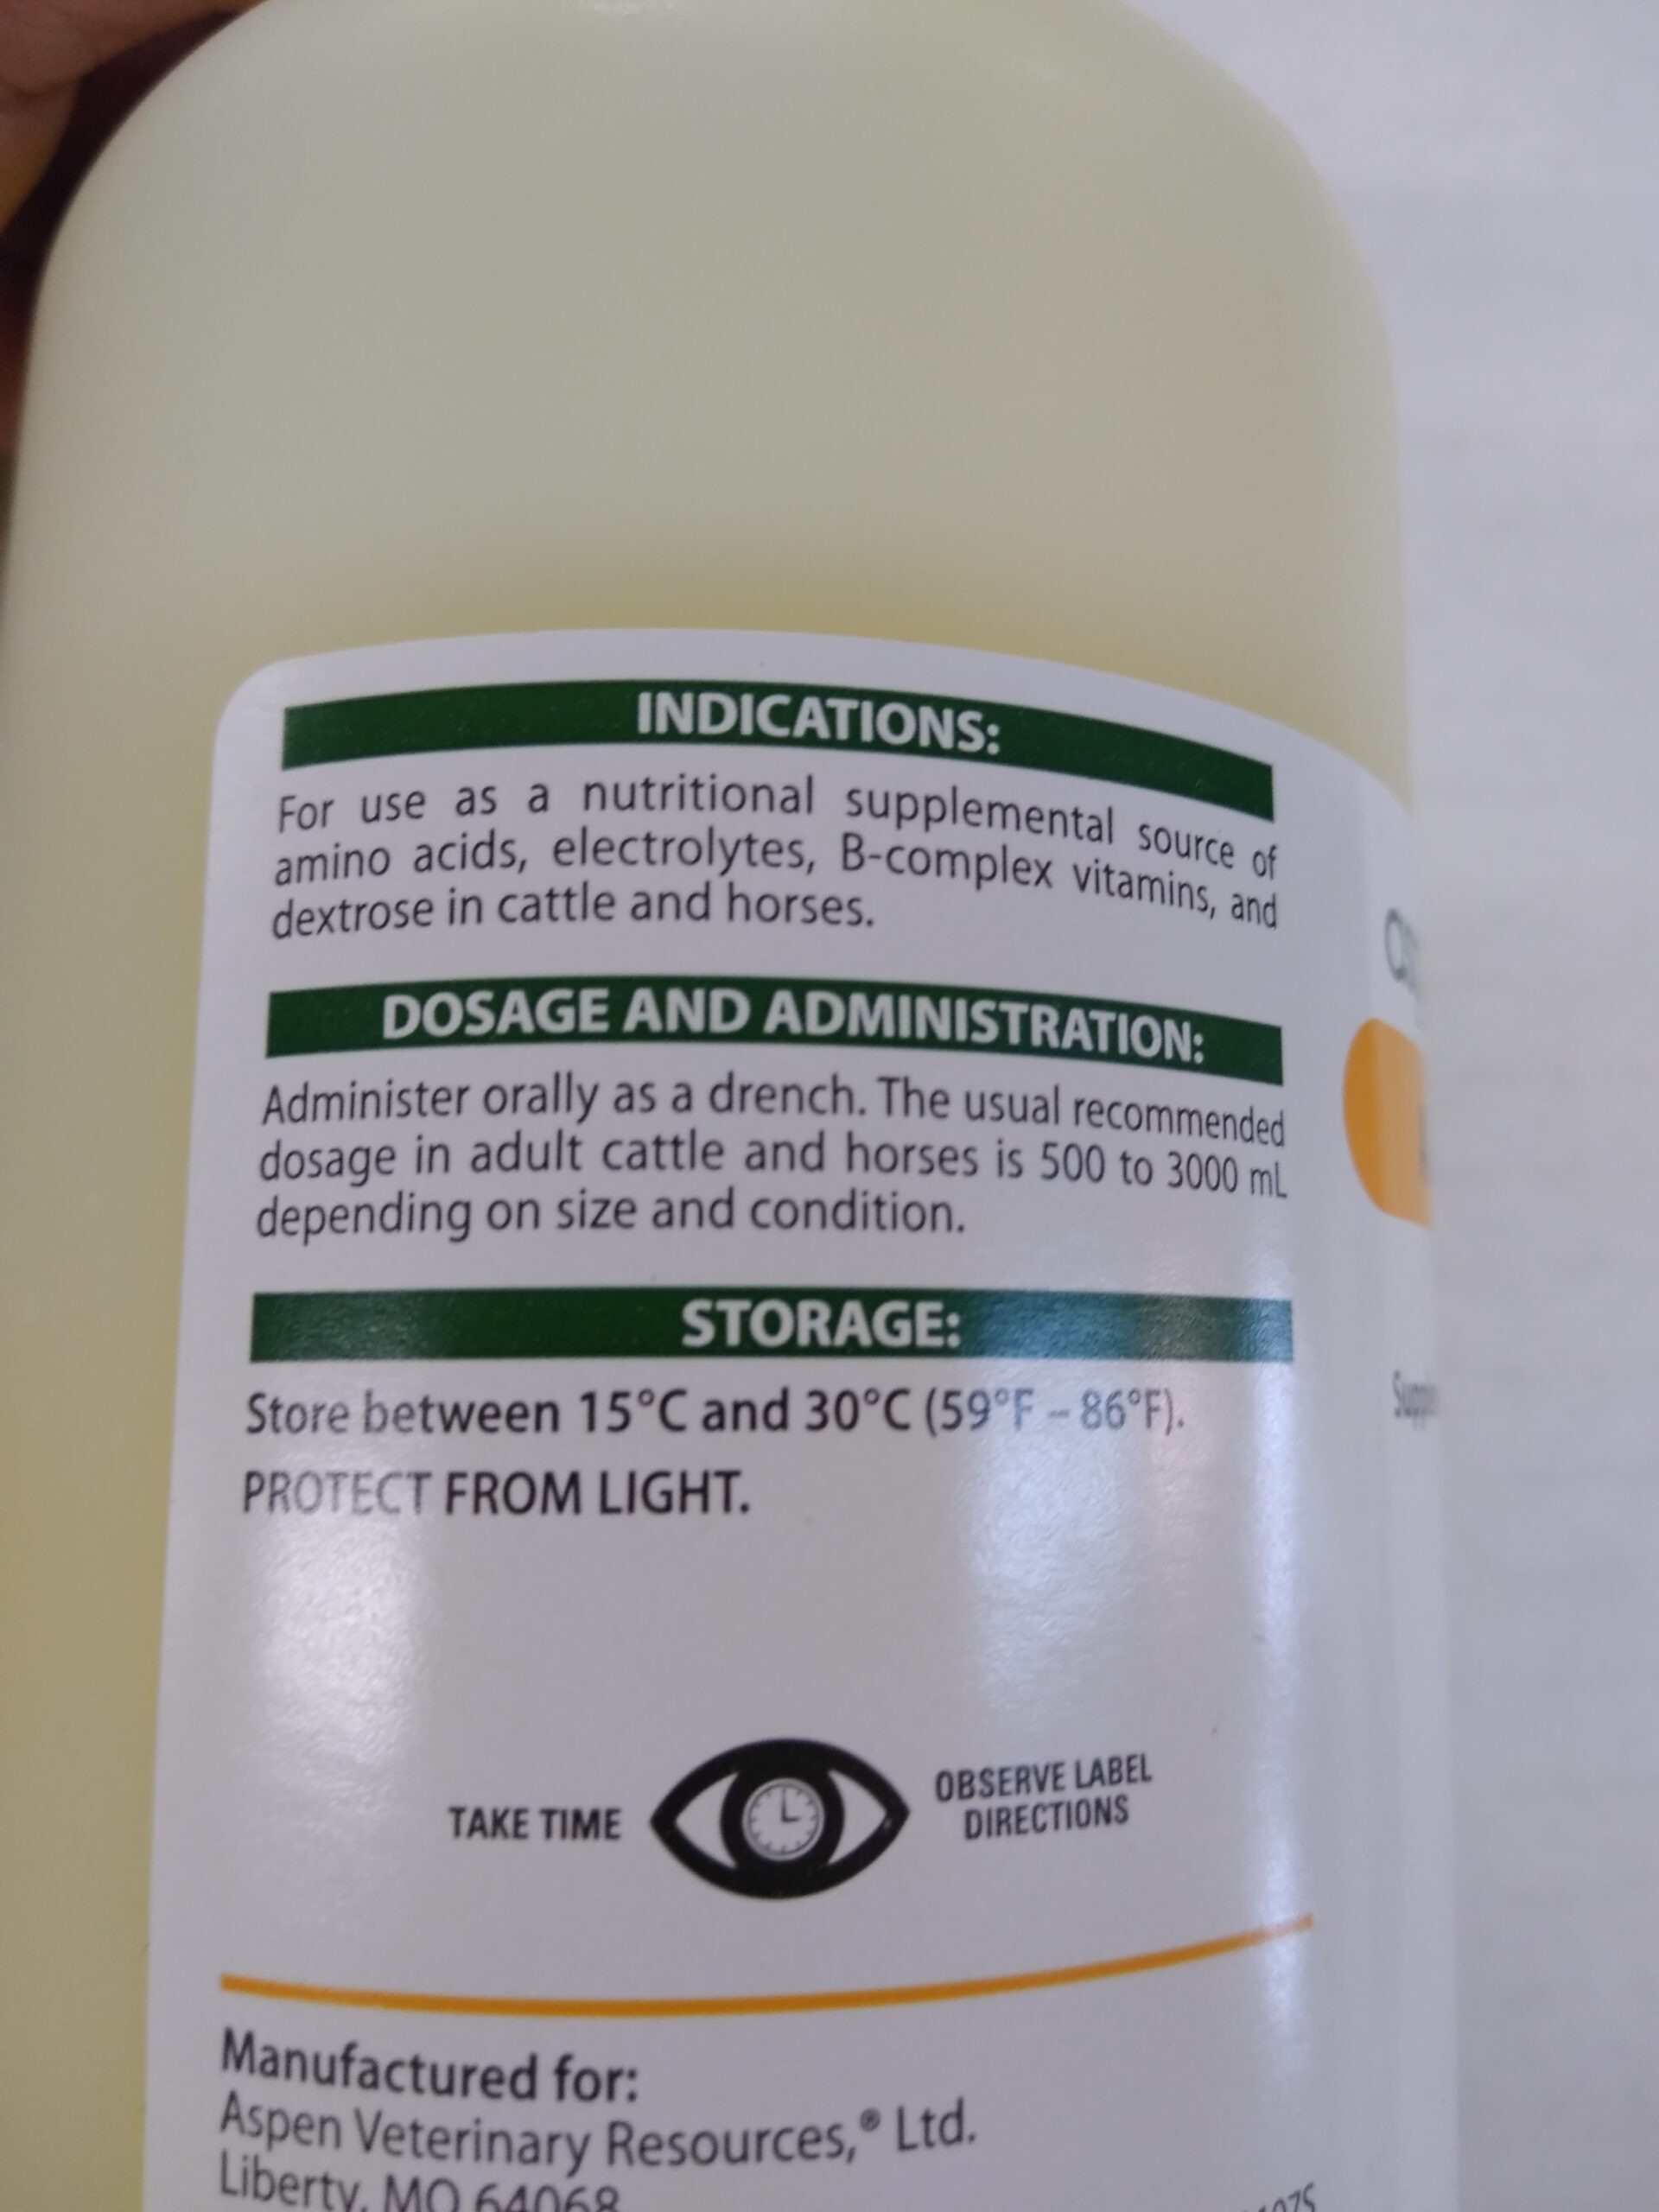 INDICATIONS:
For use as a nutritional supplemental source of
amino acids, electrolytes, B-complex vitamins, and
dextrose in cattle and horses.
DOSAGE AND ADMINISTRATION:
Administer orally as a drench. The usual recommended
dosage in adult cattle and horses is 500 to 3000 mL
depending on size and condition.
STORAGE:
Store between 15°C and 30°C (59°F – 86°F).
PROTECT FROM LIGHT.
TAKE TIME
OBSERVE LABEL
DIRECTIONS
Manufactured for:
Aspen Veterinary Resources,® Ltd.
Liberty, MO 64068